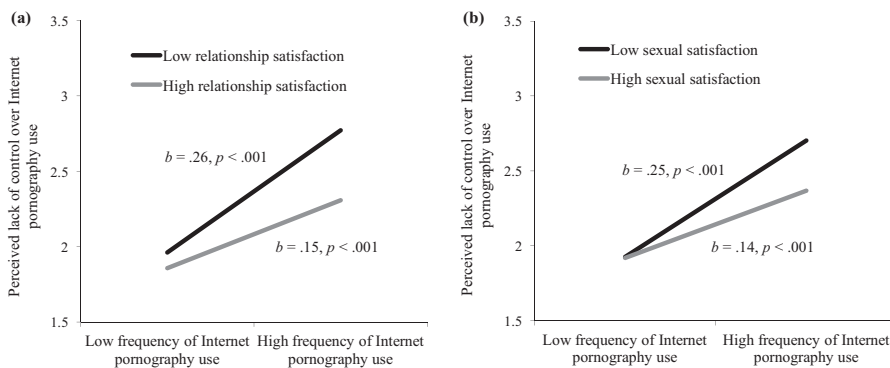 (a)
3.5
3
2.5
2
1.5
Perceived lack of control over Internet
pornography use
Low relationship satisfaction
High relationship satisfaction
b = .26, p < .001
b = .15, p < .001
Low frequency of Internet
pornography use
High frequency of Internet
pornography use
(b)
3.5
3
2.5
2
1.5
Perceived lack of control over Internet
pornography use
Low sexual satisfaction
High sexual satisfaction
b = .25, p < .001
b = .14, p < .001
Low frequency of Internet
pornography use
High frequency of Internet
pornography use